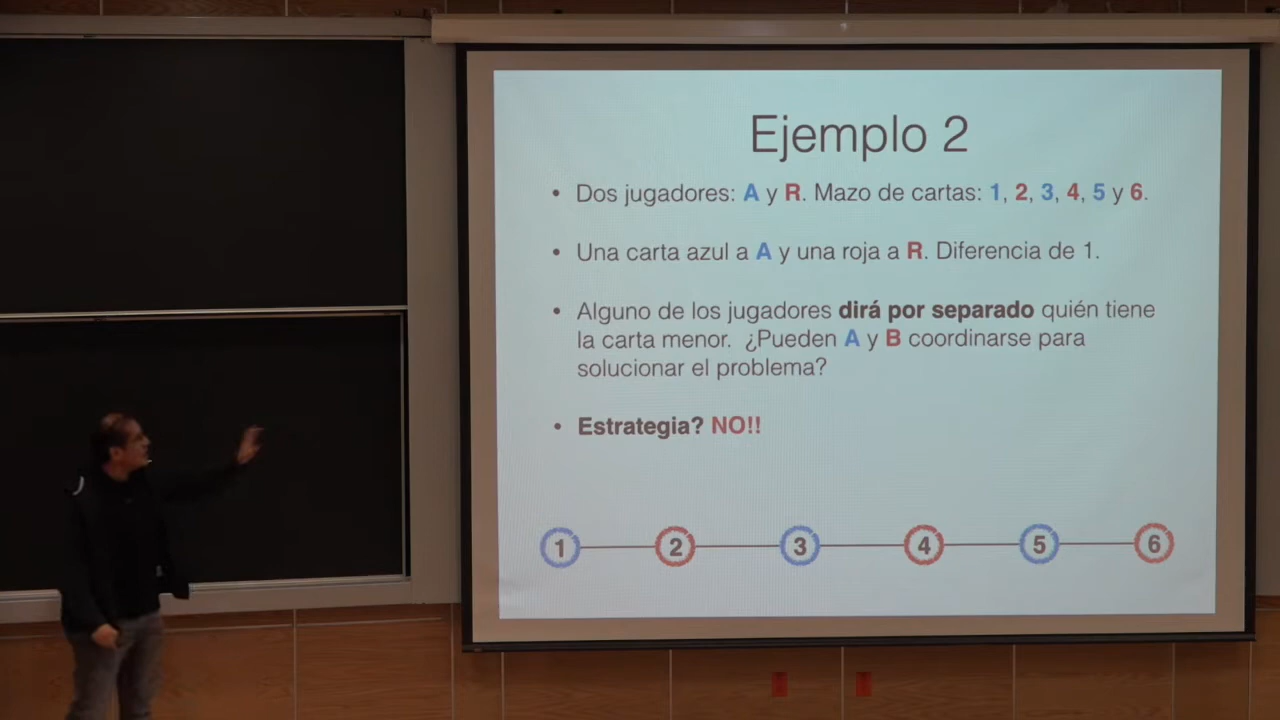 Ejemplo 2
• Dos jugadores: A y R. Mazo de cartas: 1, 2, 3, 4, 5 y 6.
• Una carta azul a A y una roja a R. Diferencia de 1.
• Alguno de los jugadores dirá por separado quién tiene
la carta menor. ¿Pueden A y B coordinarse para
solucionar el problema?
• Estrategia? NO!!
1 2 3 4 5 6